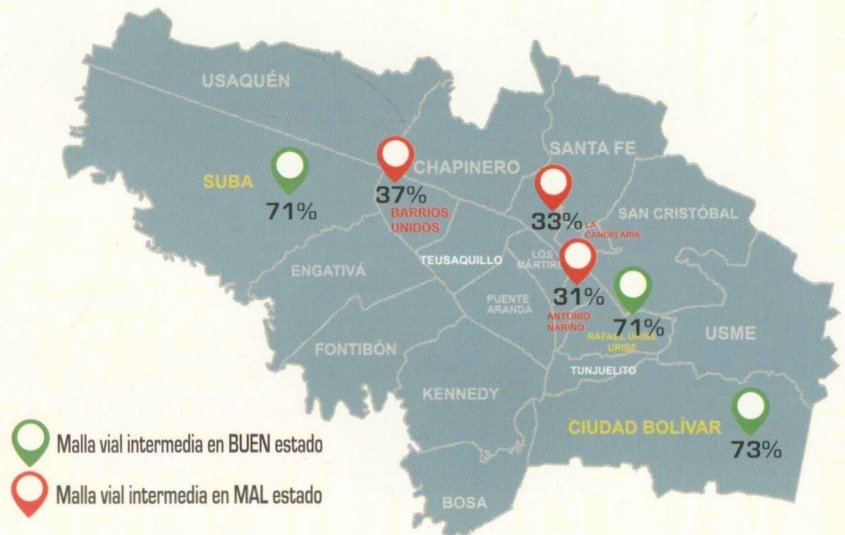 USAQUÉN
SUBA
71%
37%
BARRIOS
UNIDOS
CHAPINERO
SANTA FE
33%
LA
CANDELARIA
SAN CRISTÓBAL
ENGATIVÁ
TEUSAQUILLO
LOS
MÁRTIRES
31%
ANTONIO
NARIÑO
PUENTE
ARANDA
71%
RAFAEL URIBE
URIBE
USME
FONTIBÓN
TUNJUELITO
KENNEDY
CIUDAD BOLÍVAR
73%
BOSA
Malla vial intermedia en BUEN estado
Malla vial intermedia en MAL estado